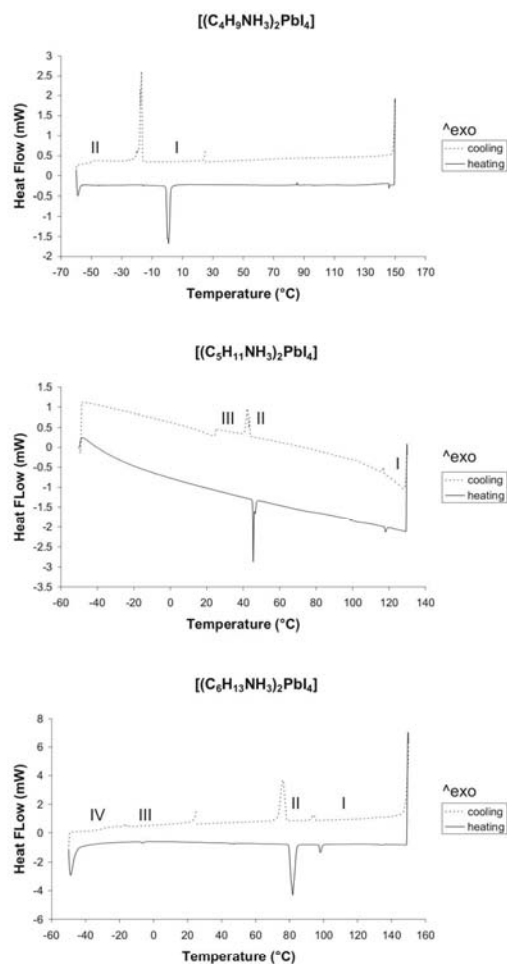 [(C₄H₉NH₃)₂PbI₄]
Heat Flow (mW)
3
2.5
2
1.5
1
0.5
0
-0.5
-1
-1.5
-2
II
I
^exo
cooling
heating
-70 -50 -30 -10 10 30 50 70 90 110 130 150 170
Temperature (°C)
[(C₅H₁₁NH₃)₂PbI₄]
Heat FLow (mW)
1.5
1
0.5
0
-0.5
-1
-1.5
-2
-2.5
-3
-3.5
III
II
I
^exo
cooling
heating
-60 -40 -20 0 20 40 60 80 100 120 140
Temperature (°C)
[(C₆H₁₃NH₃)₂PbI₄]
Heat FLow (mW)
8
6
4
2
0
-2
-4
-6
IV
III
II
I
^exo
cooling
heating
-60 -40 -20 0 20 40 60 80 100 120 140 160
Temperature (°C)